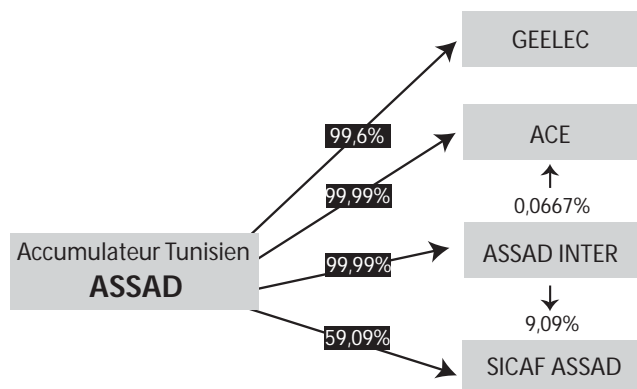 GEELEC
99,6%
ACE
99,99%
0,0667%
Accumulateur Tunisien
ASSAD
99,99%
ASSAD INTER
9,09%
59,09%
SICAF ASSAD